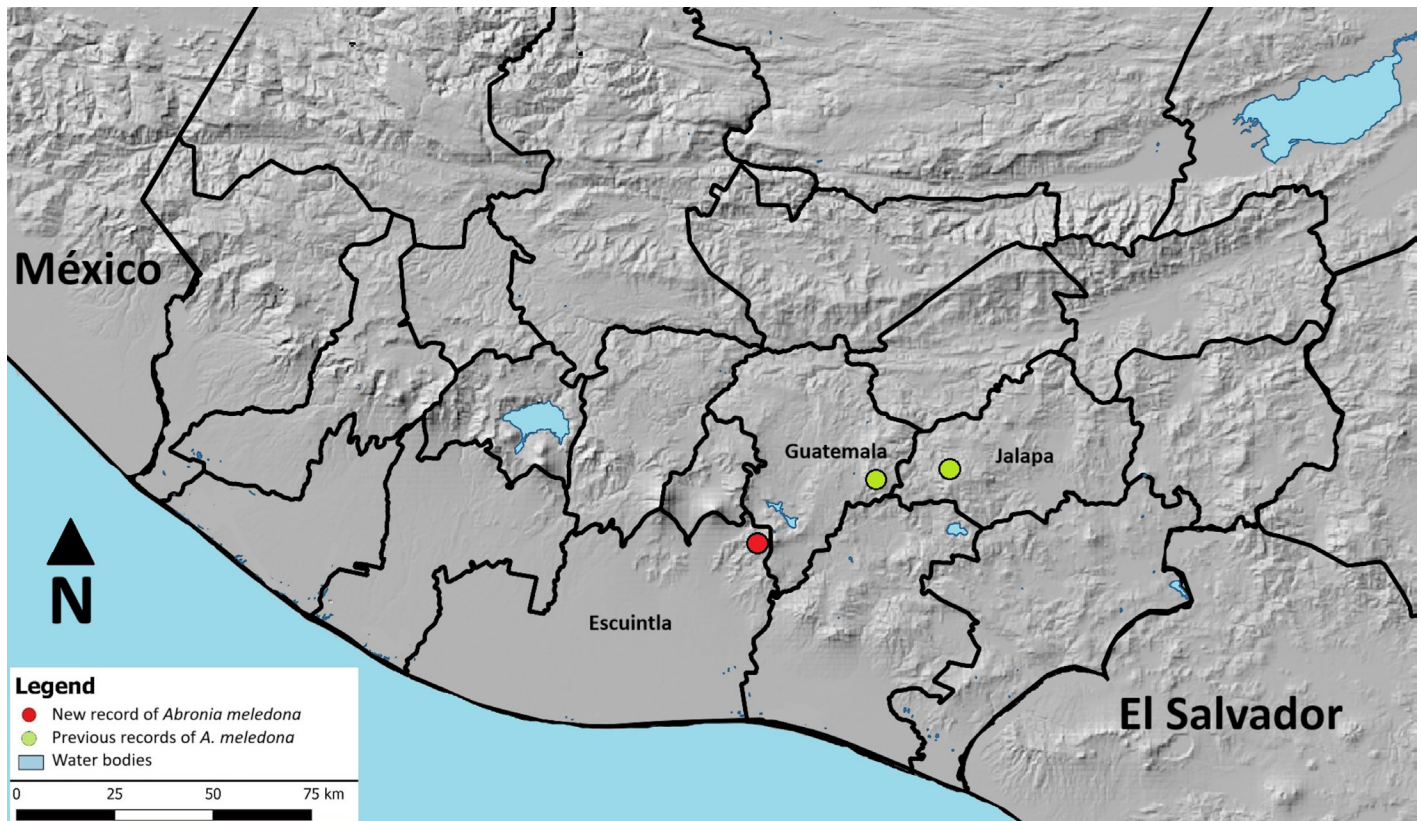 México
Guatemala
Jalapa
Escuintla
N
El Salvador
Legend
New record of Abronia meledona
Previous records of A. meledona
Water bodies
0 25 50 75 km